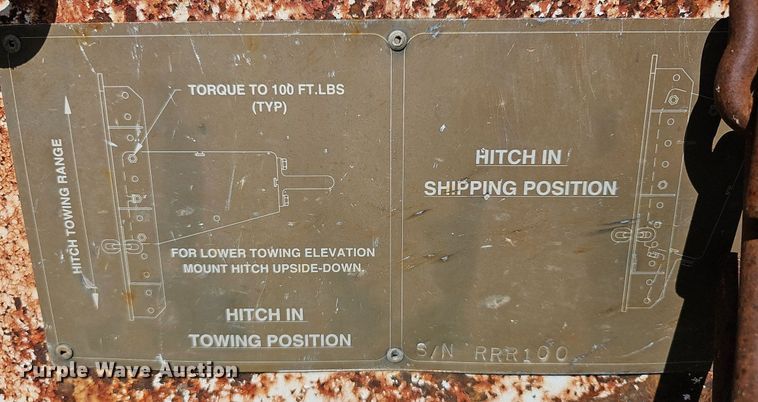 TORQUE TO 100 FT.LBS
(TYP)
HITCH TOWING RANGE
FOR LOWER TOWING ELEVATION
MOUNT HITCH UPSIDE-DOWN.
HITCH IN
TOWING POSITION
HITCH IN
SHIPPING POSITION
S/N RRR100
Purple Wave Auction